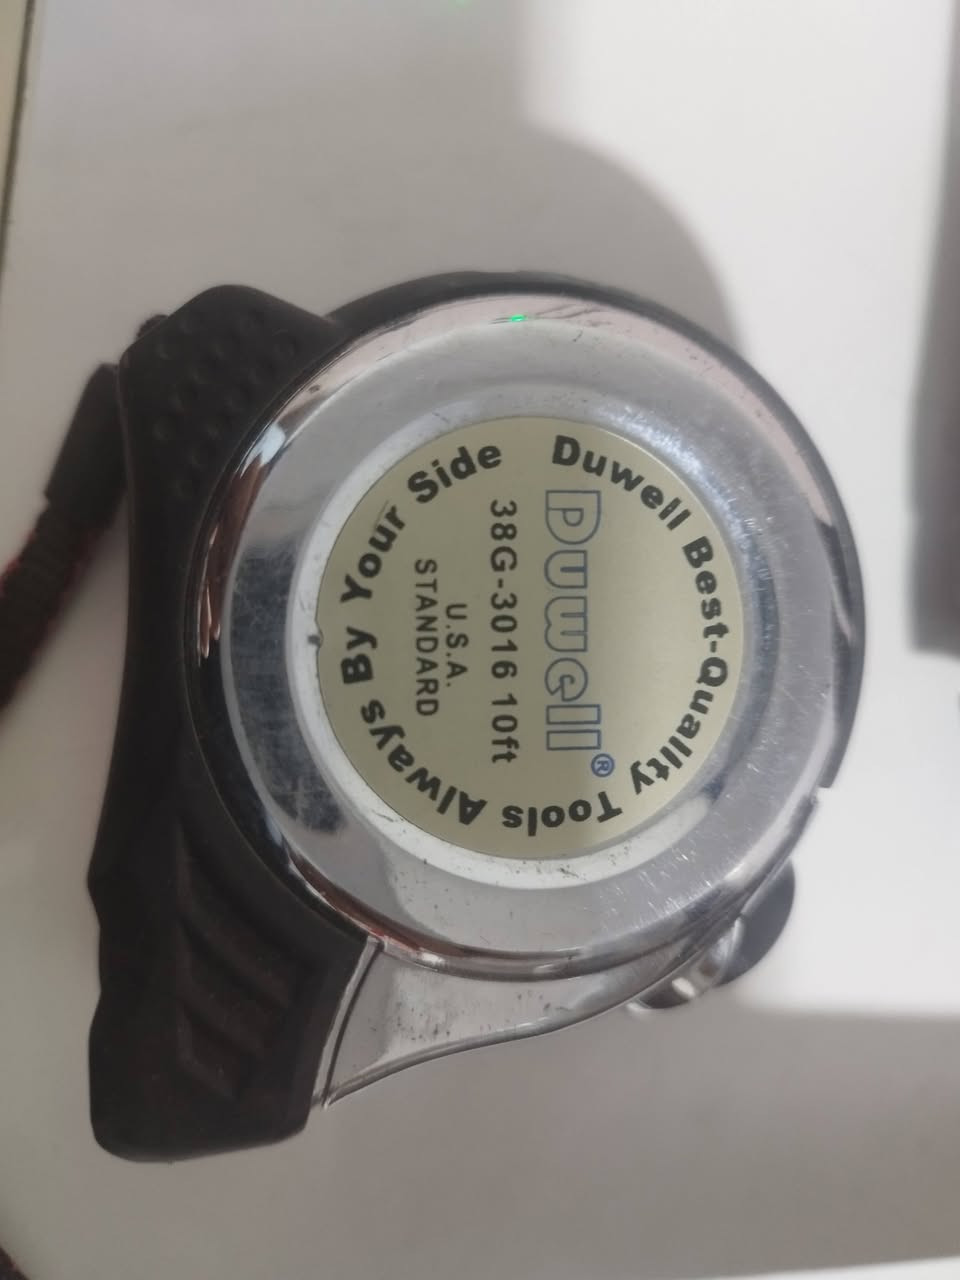 Duwell Best-Quality Tools Always By Your Side
Duwell®
38G-3016 10ft
U.S.A.
STANDARD